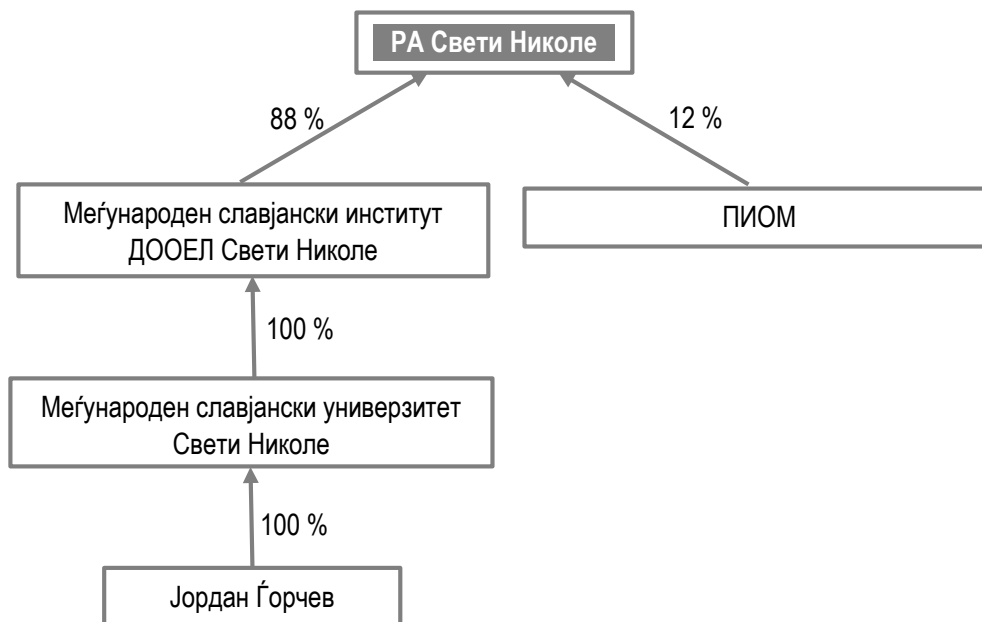 РА Свети Николе
88 %
12 %
Меѓународен славјански институт
ДООЕЛ Свети Николе
ПИОМ
100 %
Меѓународен славјански универзитет
Свети Николе
100 %
Јордан Ѓорчев